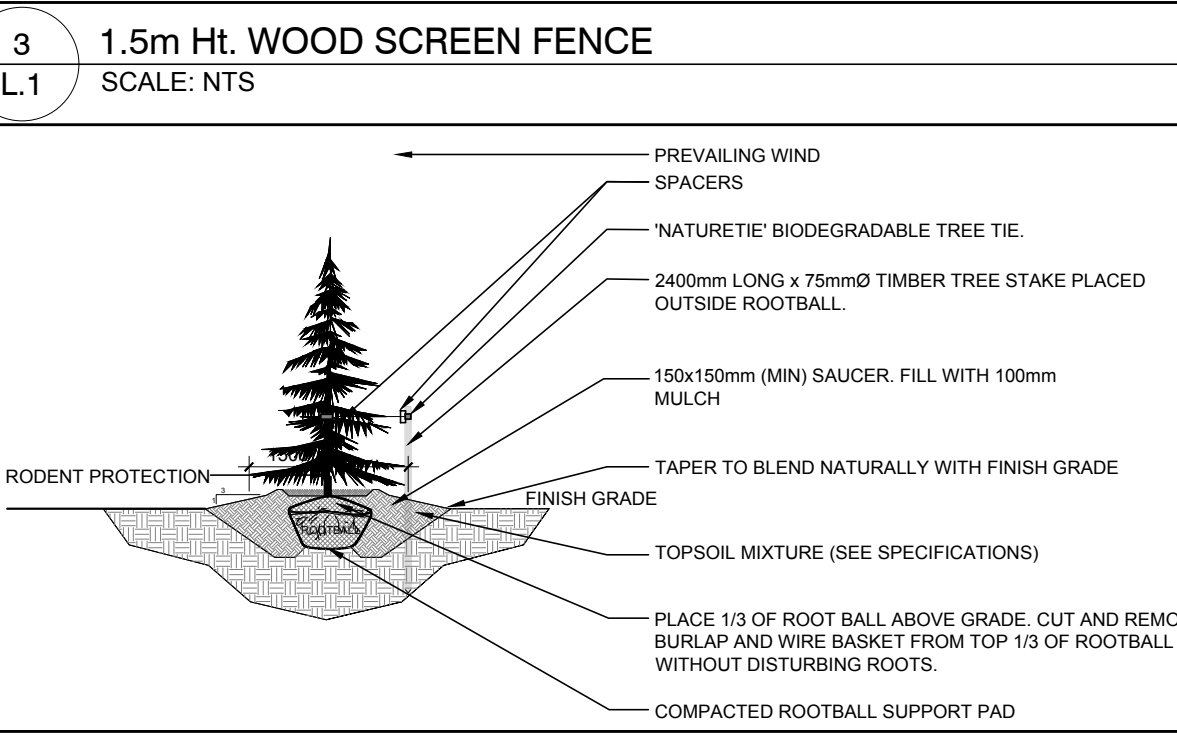 3
1.5m Ht. WOOD SCREEN FENCE
L.1
SCALE: NTS
PREVAILING WIND
SPACERS
'NATURETIE' BIODEGRADABLE TREE TIE.
2400mm LONG x 75mmØ TIMBER TREE STAKE PLACED
OUTSIDE ROOTBALL.
150x150mm (MIN) SAUCER. FILL WITH 100mm
MULCH
RODENT PROTECTION
TAPER TO BLEND NATURALLY WITH FINISH GRADE
3
1
FINISH GRADE
ROOTBALL
TOPSOIL MIXTURE (SEE SPECIFICATIONS)
PLACE 1/3 OF ROOT BALL ABOVE GRADE. CUT AND REMO
BURLAP AND WIRE BASKET FROM TOP 1/3 OF ROOTBALL
WITHOUT DISTURBING ROOTS.
COMPACTED ROOTBALL SUPPORT PAD